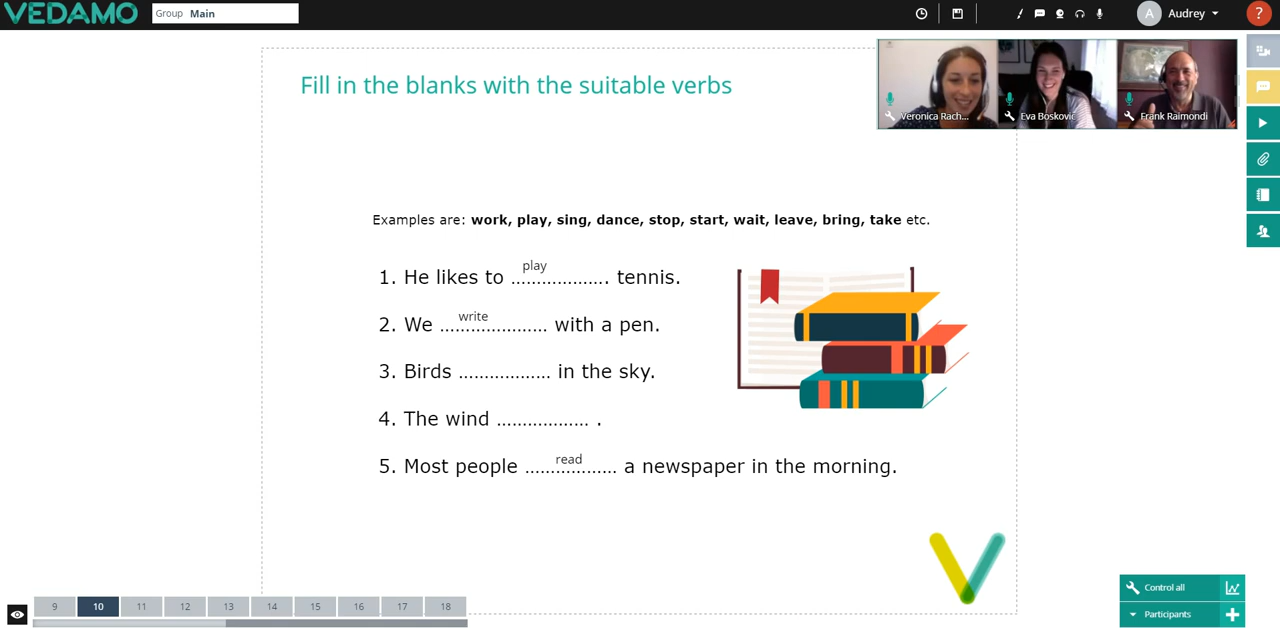 VEDAMO
Group Main
A Audrey ?
Veronica Rach...
Eva Boskovic
Frank Raimondi
Fill in the blanks with the suitable verbs
Examples are: work, play, sing, dance, stop, start, wait, leave, bring, take etc.
play
1. He likes to .................... tennis.
write
2. We ..................... with a pen.
3. Birds .................. in the sky.
4. The wind .................. .
read
5. Most people .................. a newspaper in the morning.
9 10 11 12 13 14 15 16 17 18
Control all
Participants